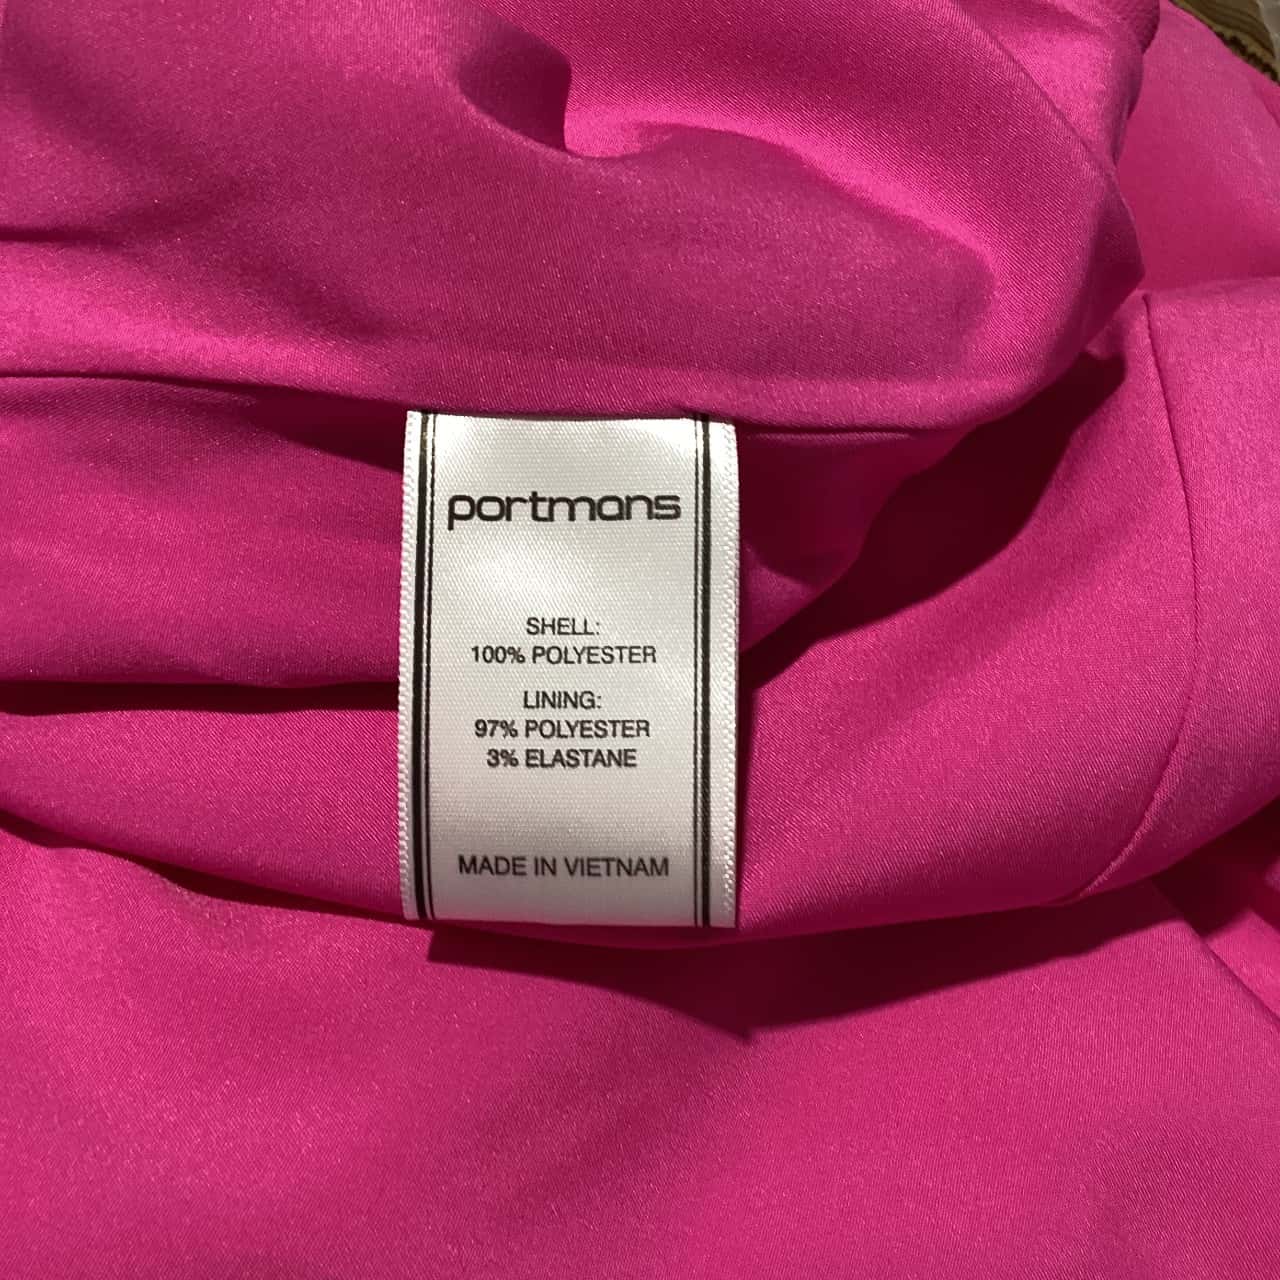 portmans
SHELL:
100% POLYESTER
LINING:
97% POLYESTER
3% ELASTANE
MADE IN VIETNAM